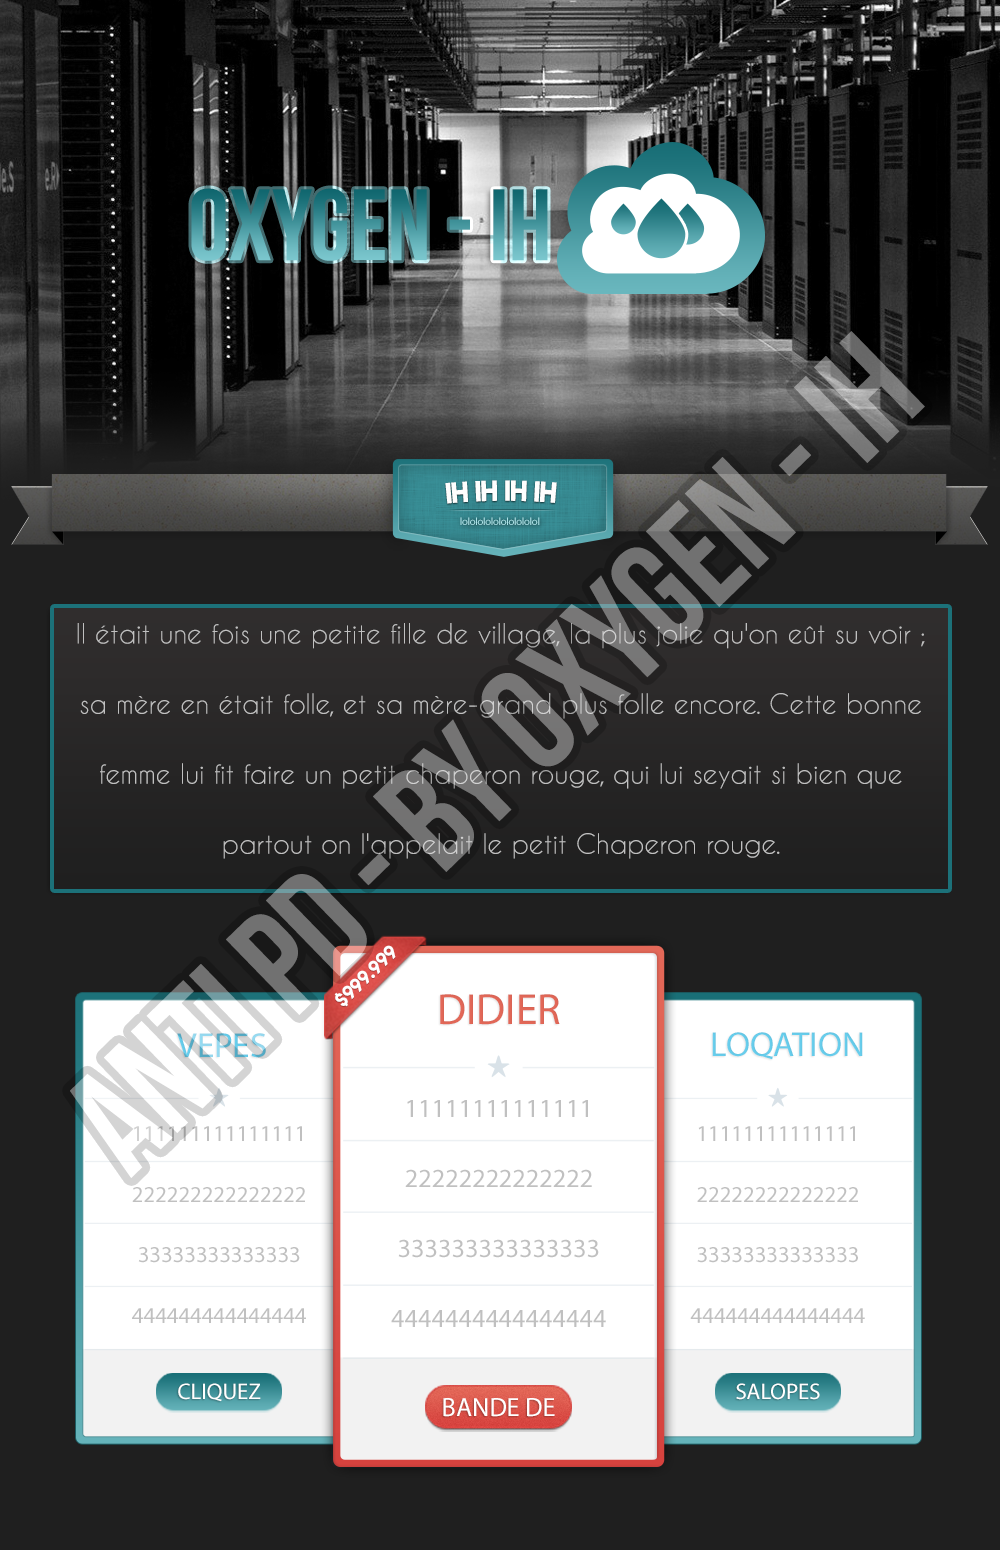 e.S
e.R
OXYGEN - IH
IH IH IH IH
lolololololololololol
Il était une fois une petite fille de village, la plus jolie qu'on eût su voir ;
sa mère en était folle, et sa mère-grand plus folle encore. Cette bonne
femme lui fit faire un petit chaperon rouge, qui lui seyait si bien que
partout on l'appelait le petit Chaperon rouge.
ANTI PD - BY OXYGEN - IH
$999.999
VEPES
111111111111111
222222222222222
33333333333333
444444444444444
CLIQUEZ
DIDIER
11111111111111
22222222222222
333333333333333
4444444444444444
BANDE DE
LOQATION
11111111111111
22222222222222
33333333333333
444444444444444
SALOPES